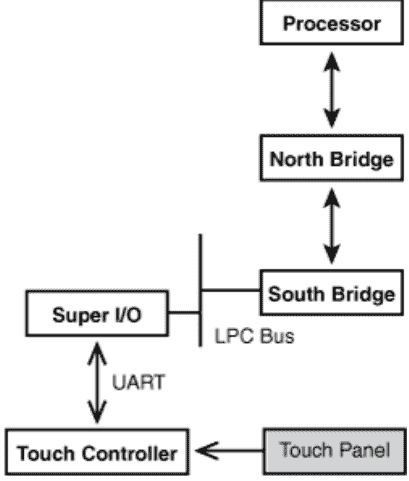 Processor
North Bridge
South Bridge
Super I/O
LPC Bus
UART
Touch Controller
Touch Panel